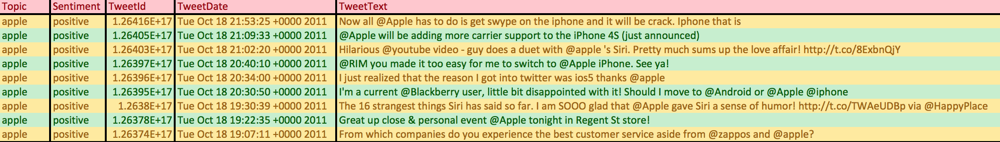 Topic Sentiment TweetId TweetDate TweetText
apple positive 1.26416E+17 Tue Oct 18 21:53:25 +0000 2011 Now all @Apple has to do is get swype on the iphone and it will be crack. Iphone that is
apple positive 1.26405E+17 Tue Oct 18 21:09:33 +0000 2011 @Apple will be adding more carrier support to the iPhone 4S (just announced)
apple positive 1.26403E+17 Tue Oct 18 21:02:20 +0000 2011 Hilarious @youtube video - guy does a duet with @apple 's Siri. Pretty much sums up the love affair! http://t.co/8ExbnQjY
apple positive 1.26397E+17 Tue Oct 18 20:40:10 +0000 2011 @RIM you made it too easy for me to switch to @Apple iPhone. See ya!
apple positive 1.26396E+17 Tue Oct 18 20:34:00 +0000 2011 I just realized that the reason I got into twitter was ios5 thanks @apple
apple positive 1.26395E+17 Tue Oct 18 20:30:50 +0000 2011 I'm a current @Blackberry user, little bit disappointed with it! Should I move to @Android or @Apple @iphone
apple positive 1.2638E+17 Tue Oct 18 19:30:39 +0000 2011 The 16 strangest things Siri has said so far. I am SOOO glad that @Apple gave Siri a sense of humor! http://t.co/TWAeUDBp via @HappyPlace
apple positive 1.26378E+17 Tue Oct 18 19:22:35 +0000 2011 Great up close & personal event @Apple tonight in Regent St store!
apple positive 1.26374E+17 Tue Oct 18 19:07:11 +0000 2011 From which companies do you experience the best customer service aside from @zappos and @apple?